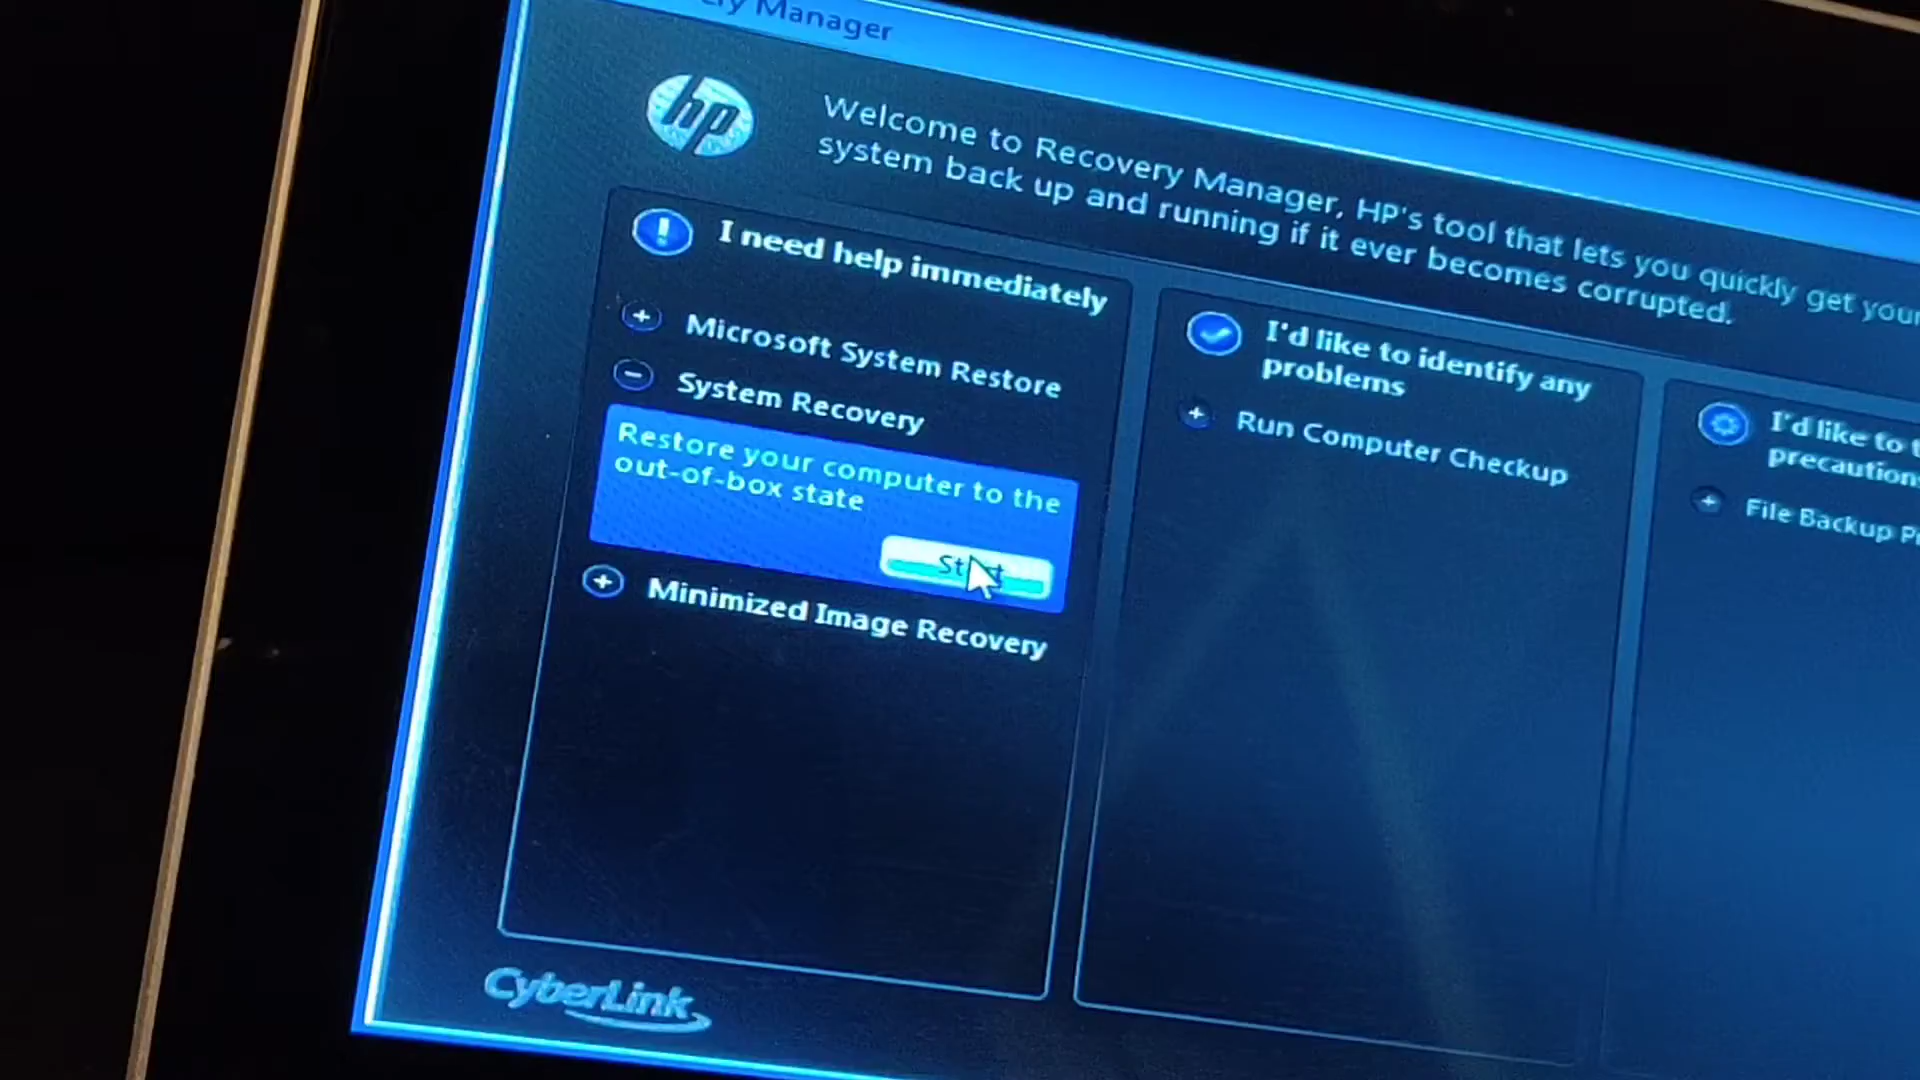 Manager
hp
Welcome to Recovery Manager, HP's tool that lets you quickly get your
system back up and running if it ever becomes corrupted.
I need help immediately
Microsoft System Restore
System Recovery
Restore your computer to the
out-of-box state
Start
Minimized Image Recovery
I'd like to identify any
problems
Run Computer Checkup
I'd like to
precaution
File Backup
CyberLink